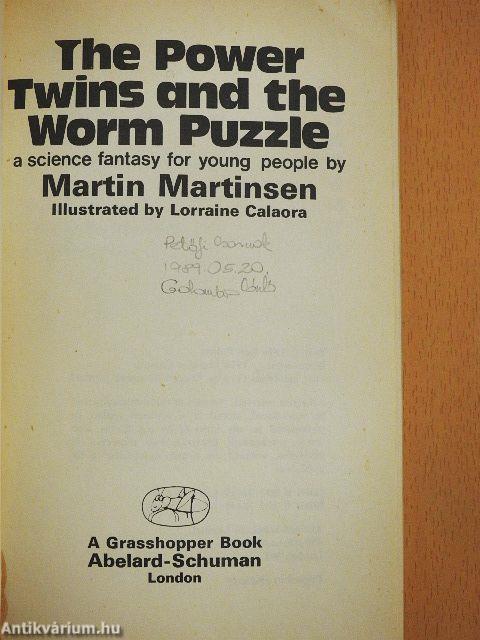 The Power
Twins and the
Worm Puzzle
a science fantasy for young people by
Martin Martinsen
Illustrated by Lorraine Calaora
Petőfi Csarnok
1989.05.20.
A Grasshopper Book
Abelard-Schuman
London
Antikvárium.hu